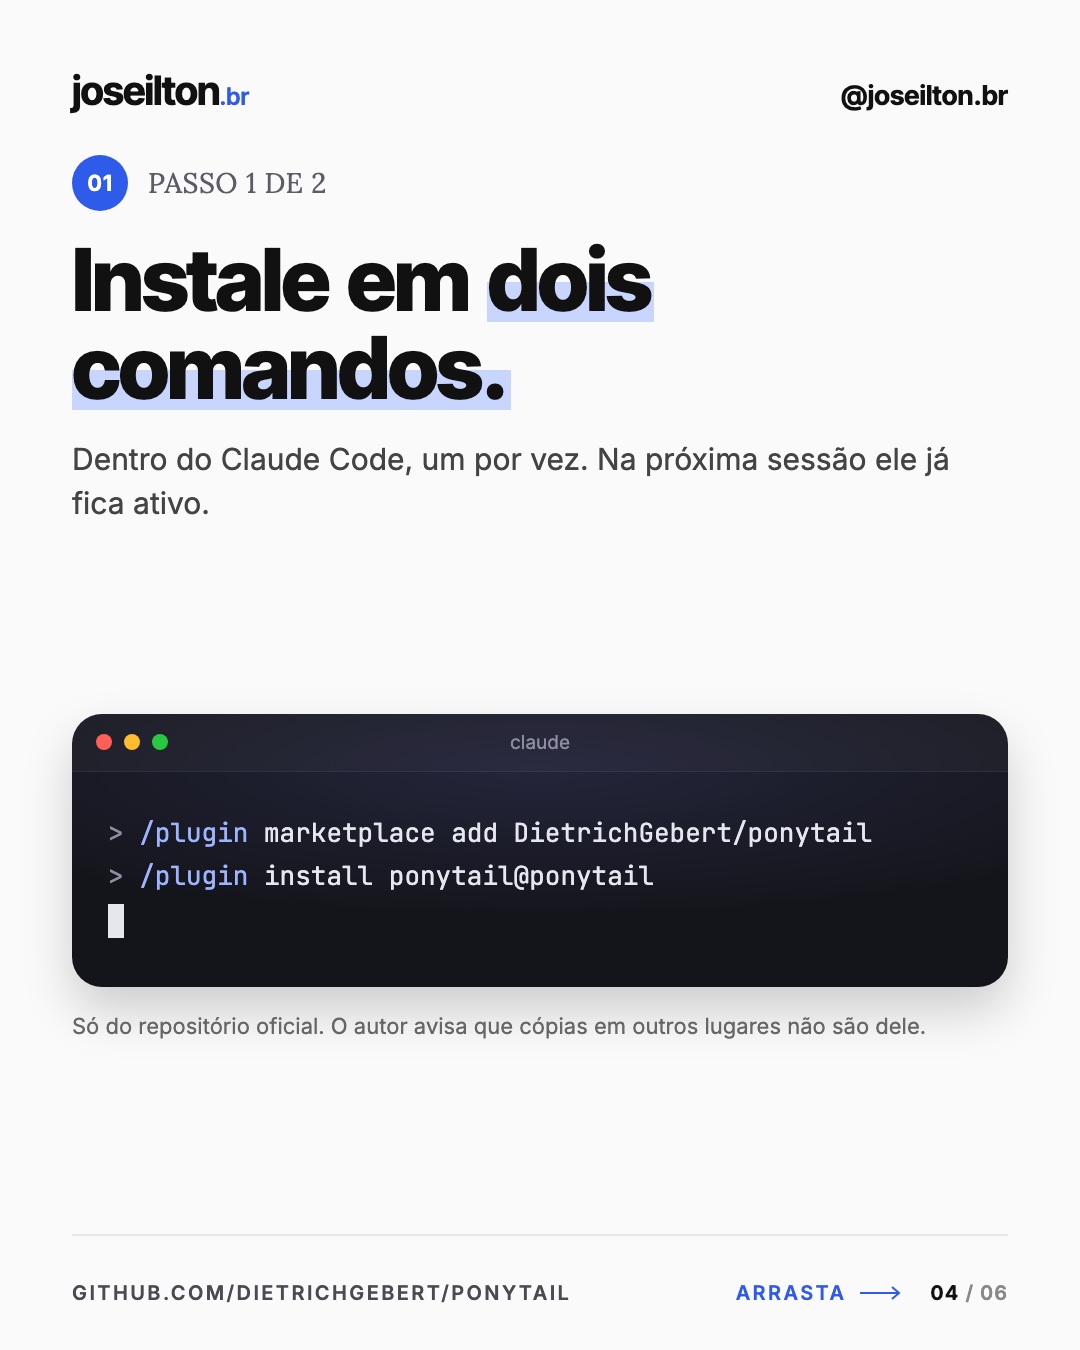 joseilton.br
@joseilton.br
01 PASSO 1 DE 2
Instale em dois
comandos.
Dentro do Claude Code, um por vez. Na próxima sessão ele já
fica ativo.
claude
> /plugin marketplace add DietrichGebert/ponytail
> /plugin install ponytail@ponytail
Só do repositório oficial. O autor avisa que cópias em outros lugares não são dele.
GITHUB.COM/DIETRICHGEBERT/PONYTAIL
ARRASTA → 04 / 06